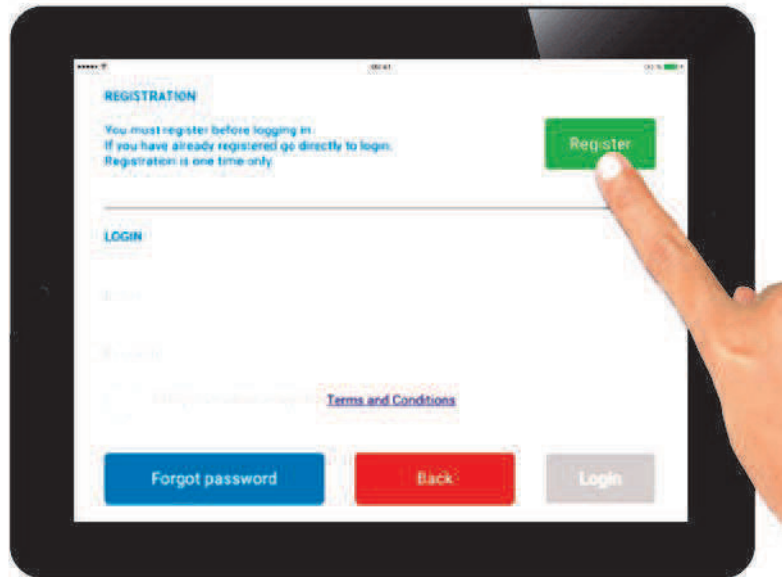 REGISTRATION
You must register before logging in.
If you have already registered go directly to login.
Registration is one time only.
Register
LOGIN
Terms and Conditions
Forgot password
Back
Login